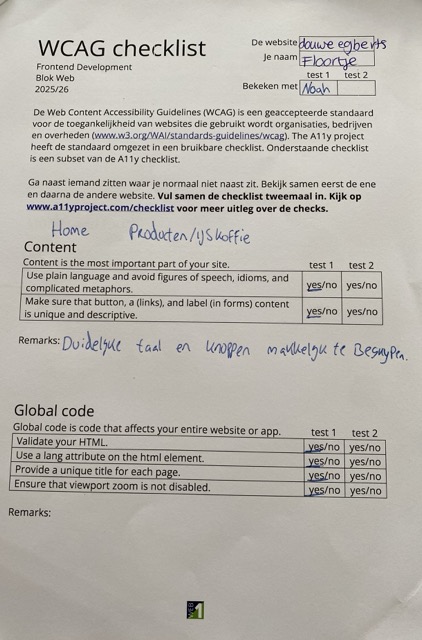 WCAG checklist
Frontend Development
Blok Web
2025/26
De website douwe egberts
Je naam Floortje
test 1 test 2
Bekeken met Noah
De Web Content Accessibility Guidelines (WCAG) is een geaccepteerde standaard
voor de toegankelijkheid van websites die gebruikt wordt organisaties, bedrijven
en overheden (www.w3.org/WAI/standards-guidelines/wcag). The A11y project
heeft de standaard omgezet in een bruikbare checklist. Onderstaande checklist
is een subset van de A11y checklist.
Ga naast iemand zitten waar je normaal niet naast zit. Bekijk samen eerst de ene
en daarna de andere website. Vul samen de checklist tweemaal in. Kijk op
www.a11yproject.com/checklist voor meer uitleg over de checks.
Home Producten/ijskoffie
Content
Content is the most important part of your site. test 1 test 2
Use plain language and avoid figures of speech, idioms, and
complicated metaphors. yes/no yes/no
Make sure that button, a (links), and label (in forms) content
is unique and descriptive. yes/no yes/no
Remarks: Duidelijke taal en knoppen makkelijk te Begrijpen.
Global code
Global code is code that affects your entire website or app. test 1 test 2
Validate your HTML. yes/no yes/no
Use a lang attribute on the html element. yes/no yes/no
Provide a unique title for each page. yes/no yes/no
Ensure that viewport zoom is not disabled. yes/no yes/no
Remarks:
WEB 1